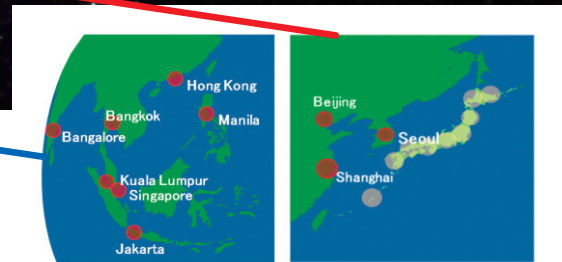 Hong Kong
Bangkok
Manila
Bangalore
Kuala Lumpur
Singapore
Jakarta
Beijing
Seoul
Shanghai